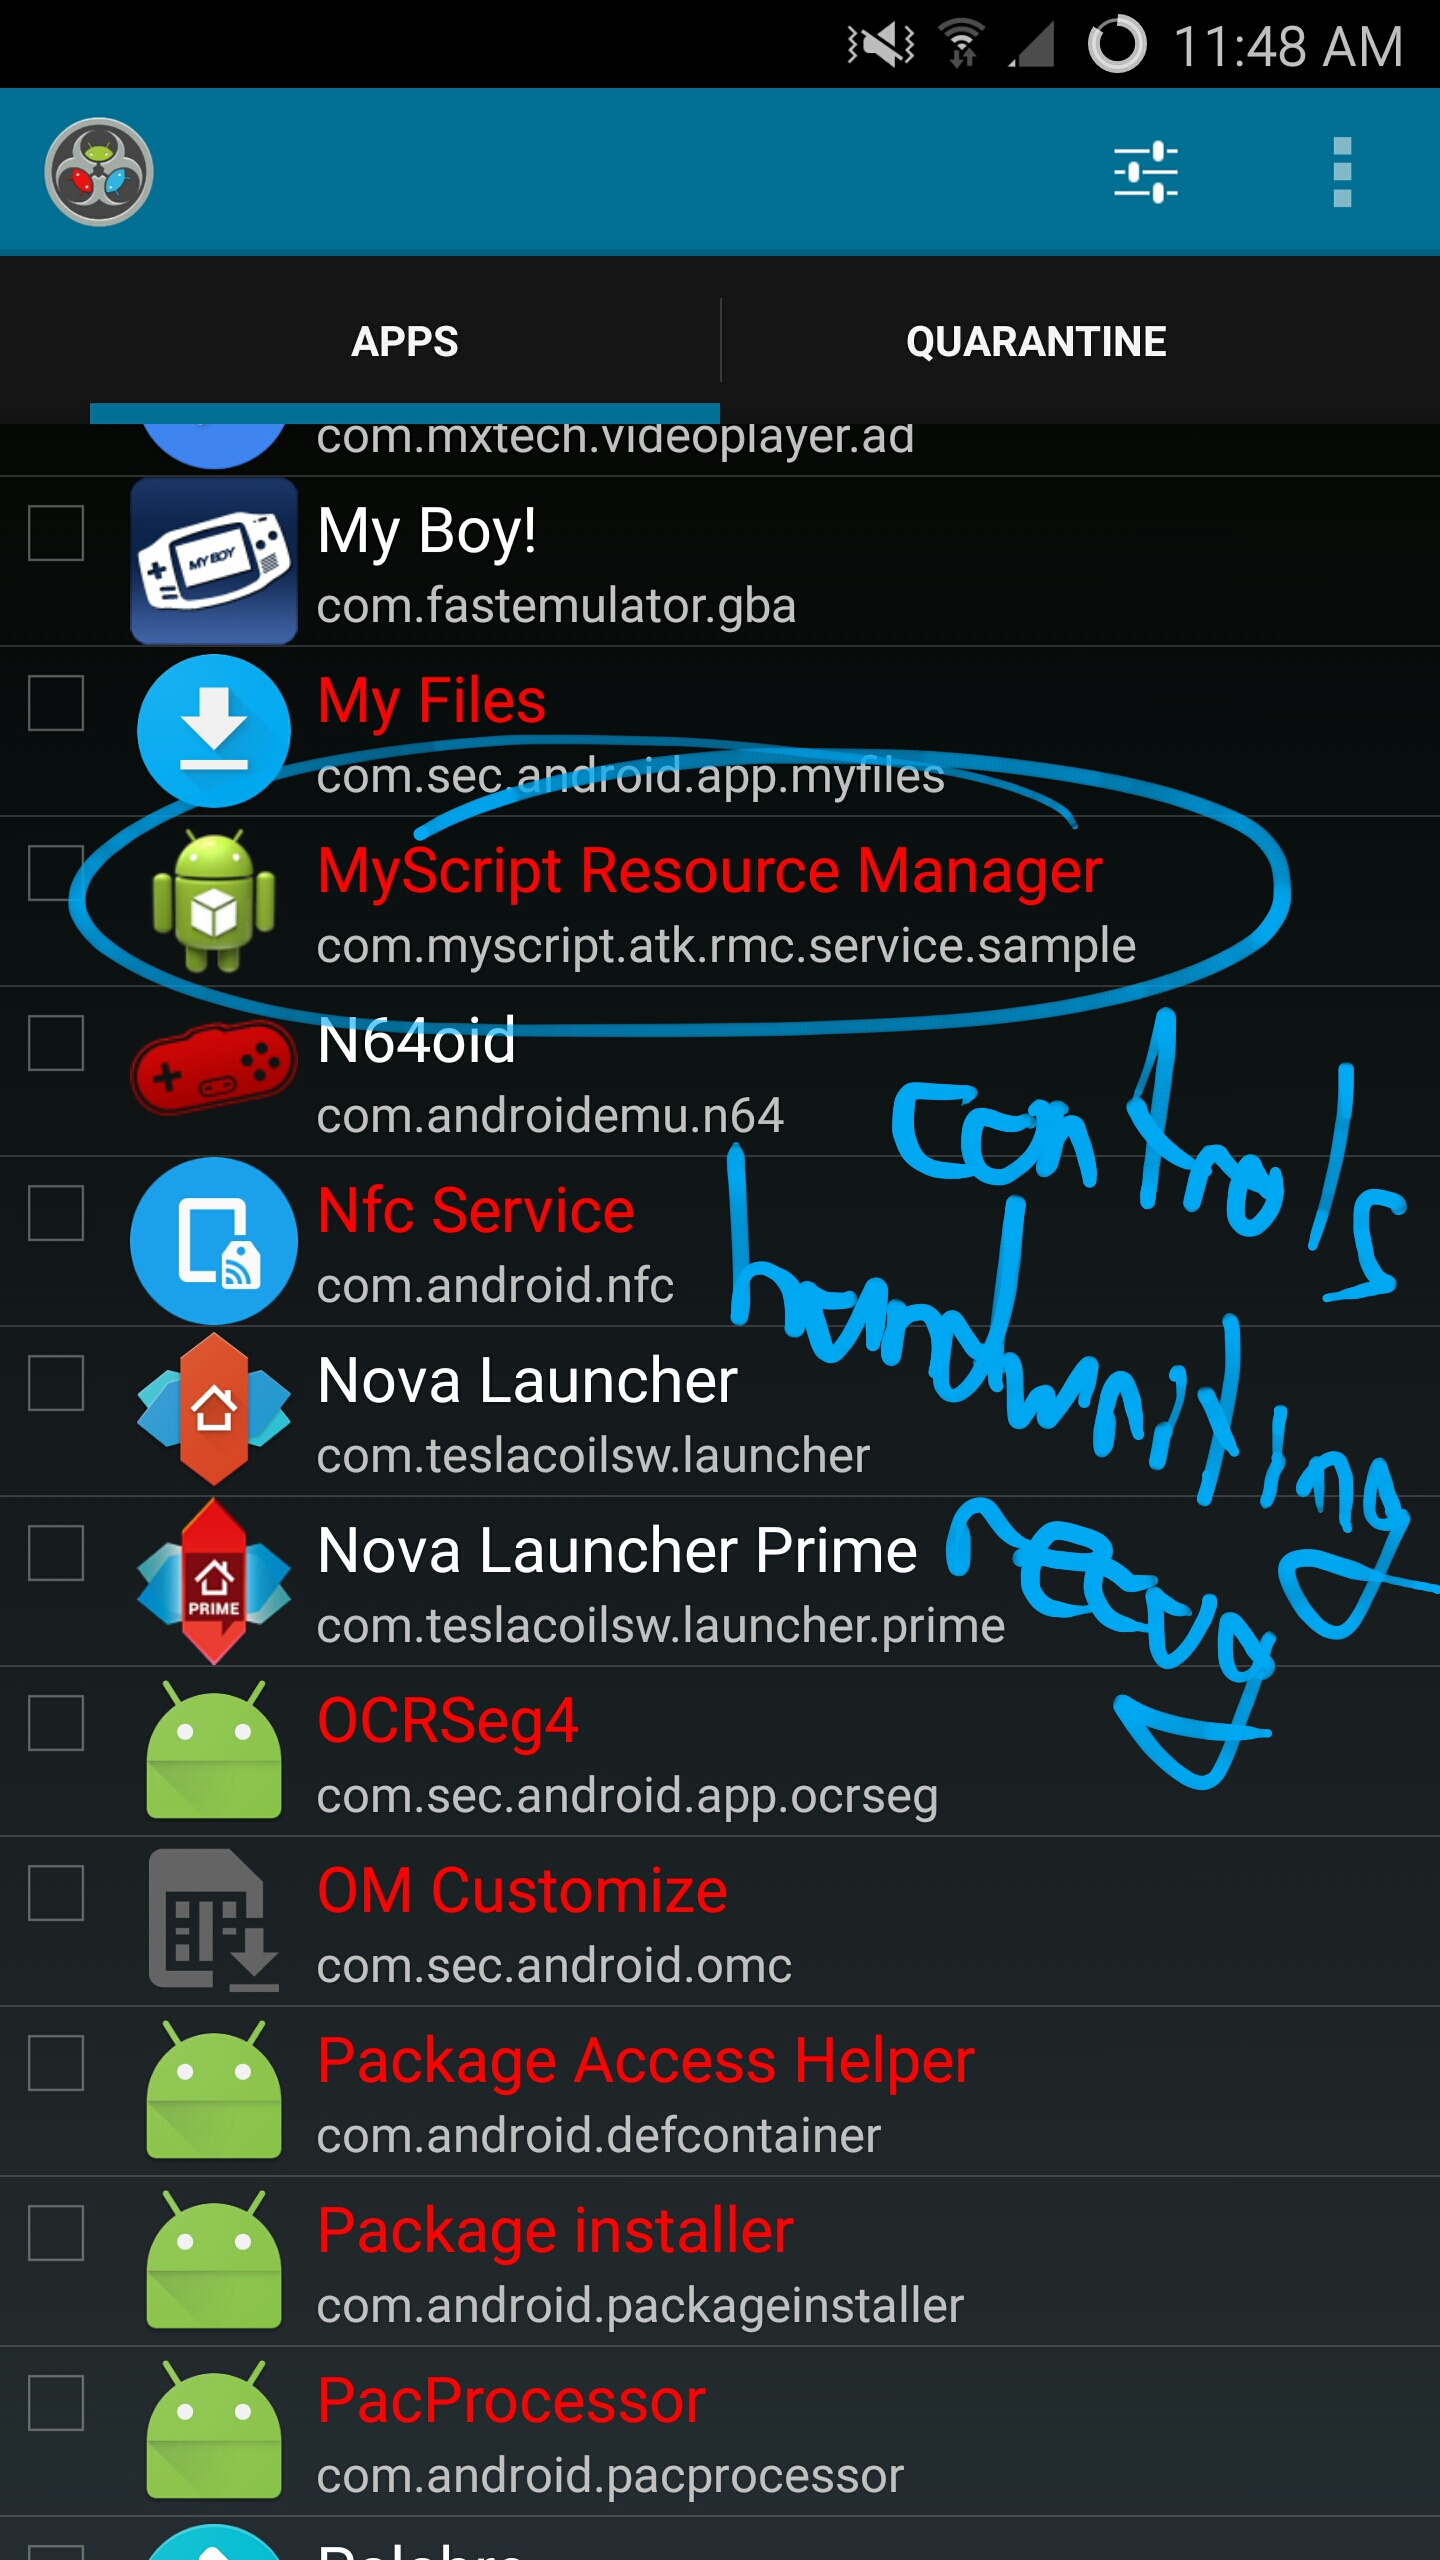 11:48 AM
APPS
QUARANTINE
com.mxtech.videoplayer.ad
MY BOY
My Boy!
com.fastemulator.gba
My Files
com.sec.android.app.myfiles
MyScript Resource Manager
com.myscript.atk.rmc.service.sample
N64oid
com.androidemu.n64
controls
handwriting
recog
Nfc Service
com.android.nfc
Nova Launcher
com.teslacoilsw.launcher
PRIME
Nova Launcher Prime
com.teslacoilsw.launcher.prime
OCRSeg4
com.sec.android.app.ocrseg
OM Customize
com.sec.android.omc
Package Access Helper
com.android.defcontainer
Package installer
com.android.packageinstaller
PacProcessor
com.android.pacprocessor